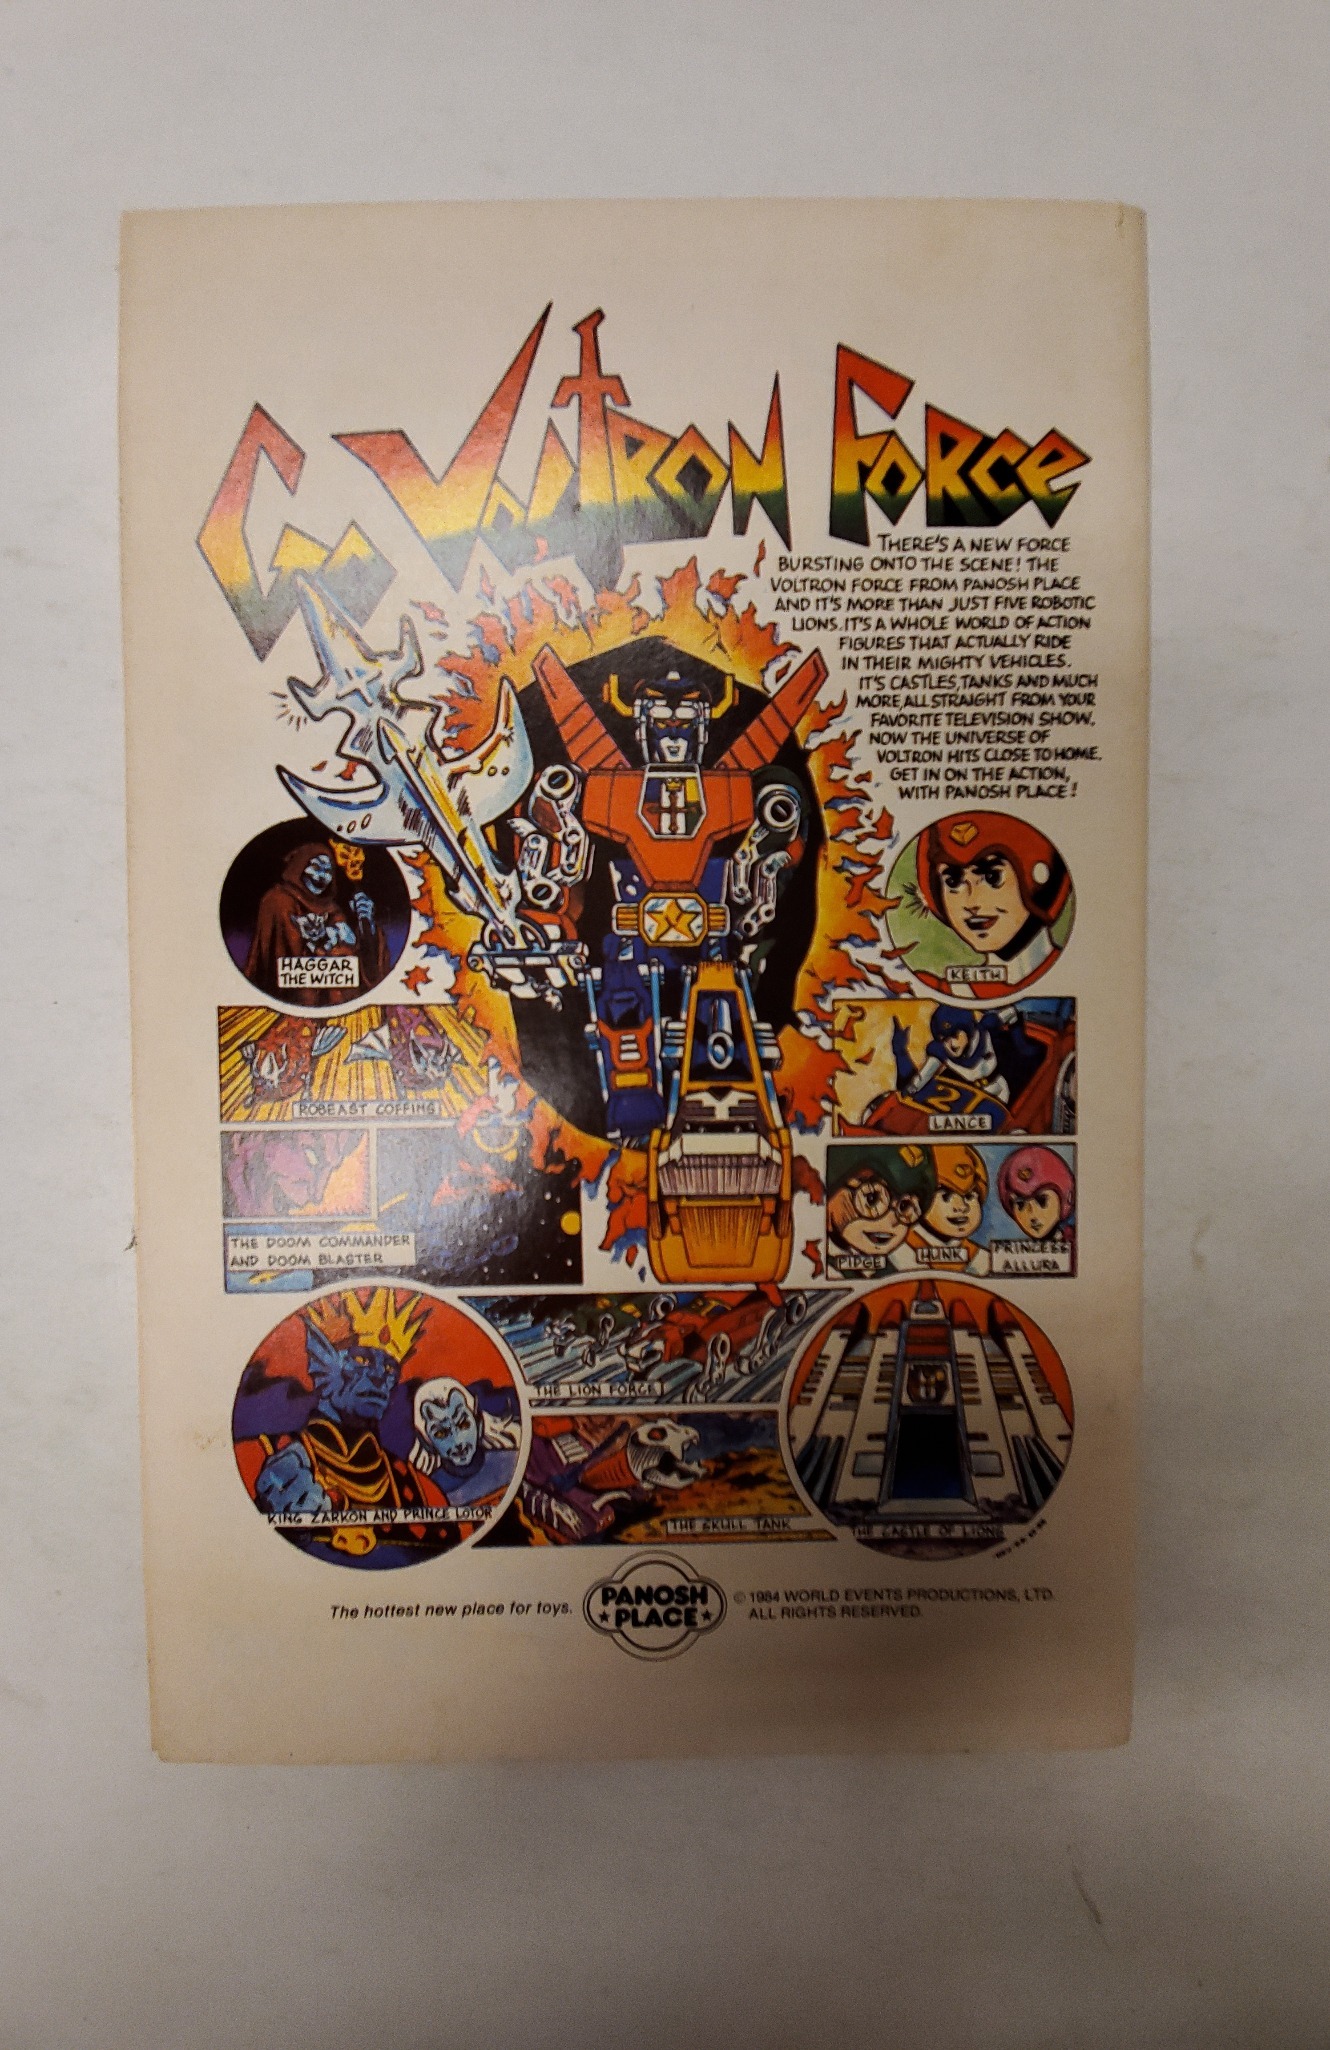 Go Voltron Force
THERE'S A NEW FORCE
BURSTING ONTO THE SCENE! THE
VOLTRON FORCE FROM PANOSH PLACE
AND IT'S MORE THAN JUST FIVE ROBOTIC
LIONS. IT'S A WHOLE WORLD OF ACTION
FIGURES THAT ACTUALLY RIDE
IN THEIR MIGHTY VEHICLES.
IT'S CASTLES, TANKS AND MUCH
MORE, ALL STRAIGHT FROM YOUR
FAVORITE TELEVISION SHOW.
NOW THE UNIVERSE OF
VOLTRON HITS CLOSE TO HOME.
GET IN ON THE ACTION,
WITH PANOSH PLACE!
HAGGAR
THE WITCH
KEITH
ROBEAST COFFINS
21
LANCE
THE DOOM COMMANDER
AND DOOM BLASTER
PIDGE
HUNK
PRINCESS
ALLURA
THE LION FORCE
KING ZARKON AND PRINCE LOTOR
THE SKULL TANK
THE CASTLE OF LIONS
The hottest new place for toys.
PANOSH
PLACE
© 1984 WORLD EVENTS PRODUCTIONS, LTD.
ALL RIGHTS RESERVED.